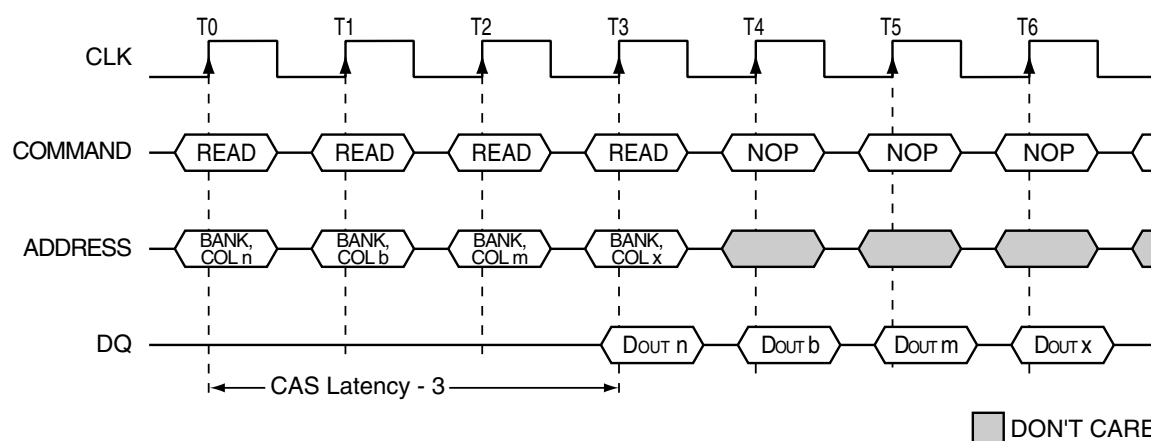 T0 T1 T2 T3 T4 T5 T6
CLK
COMMAND READ READ READ READ NOP NOP NOP
ADDRESS BANK, COL n BANK, COL b BANK, COL m BANK, COL x
DQ DOUT n DOUT b DOUT m DOUT x
CAS Latency - 3
DON'T CARE